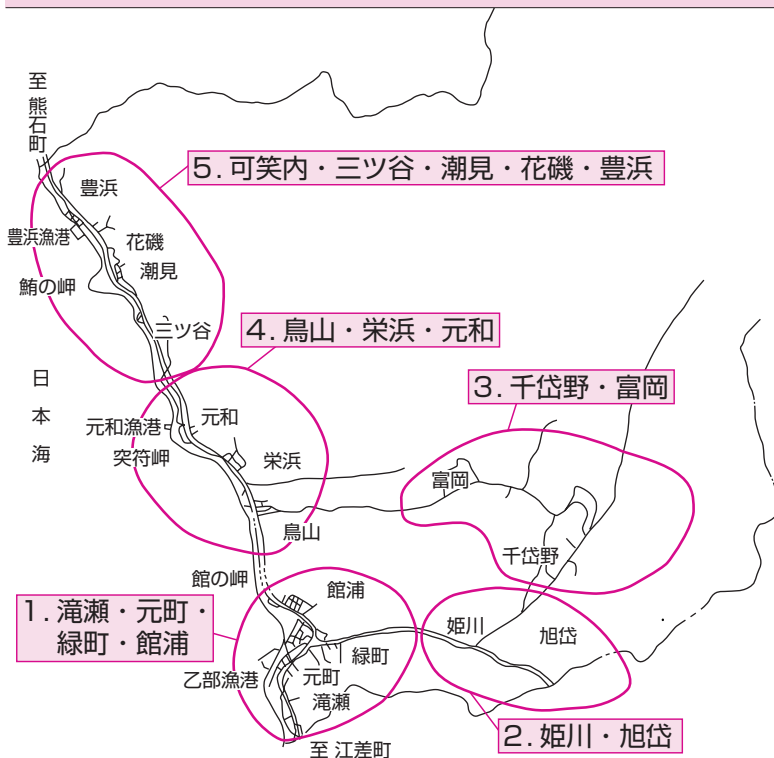 至 熊石町
5. 可笑内・三ツ谷・潮見・花磯・豊浜
豊浜
豊浜漁港
花磯
潮見
鮪の岬
三ツ谷
4. 鳥山・栄浜・元和
日本海
元和
元和漁港
突符岬
栄浜
3. 千岱野・富岡
富岡
鳥山
千岱野
館の岬
館浦
1. 滝瀬・元町・
緑町・館浦
姫川
旭岱
緑町
乙部漁港
元町
滝瀬
2. 姫川・旭岱
至 江差町